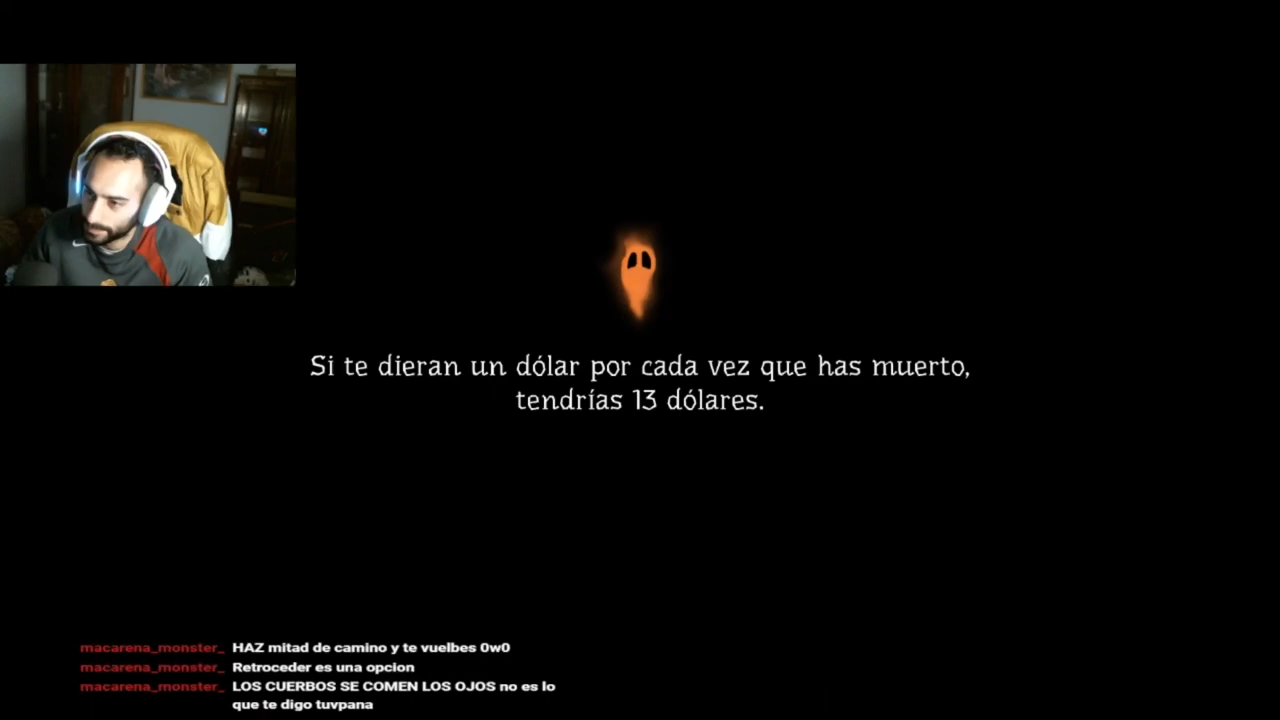 Si te dieran un dólar por cada vez que has muerto,
tendrías 13 dólares.
macarena_monster_ HAZ mitad de camino y te vuelbes 0w0
macarena_monster_ Retroceder es una opcion
macarena_monster_ LOS CUERBOS SE COMEN LOS OJOS no es lo
que te digo tuvpana